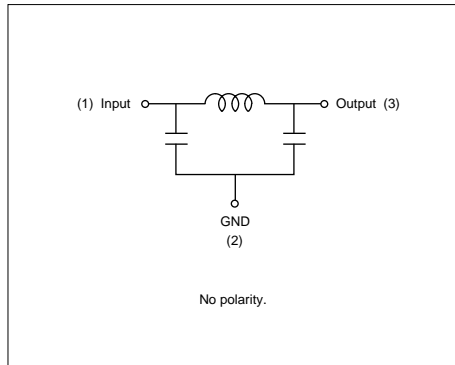 (1) Input Output (3)
GND
(2)
No polarity.